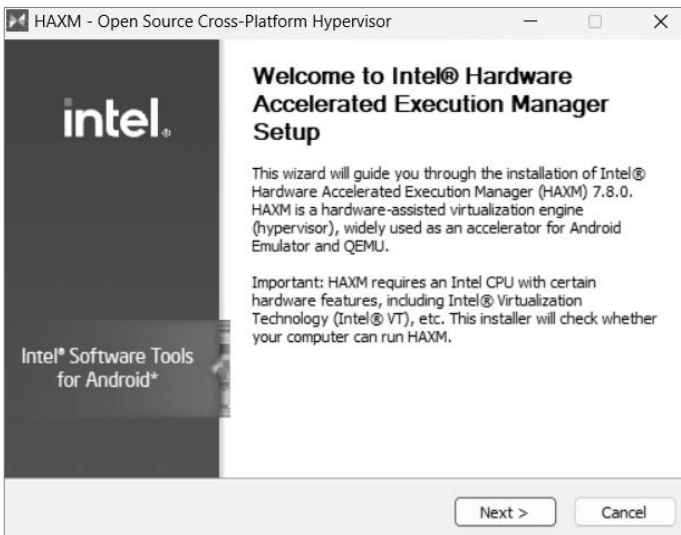 HAXM - Open Source Cross-Platform Hypervisor
intel®
Welcome to Intel® Hardware
Accelerated Execution Manager
Setup
This wizard will guide you through the installation of Intel®
Hardware Accelerated Execution Manager (HAXM) 7.8.0.
HAXM is a hardware-assisted virtualization engine
(hypervisor), widely used as an accelerator for Android
Emulator and QEMU.
Important: HAXM requires an Intel CPU with certain
hardware features, including Intel® Virtualization
Technology (Intel® VT), etc. This installer will check whether
your computer can run HAXM.
Intel® Software Tools
for Android*
Next >
Cancel